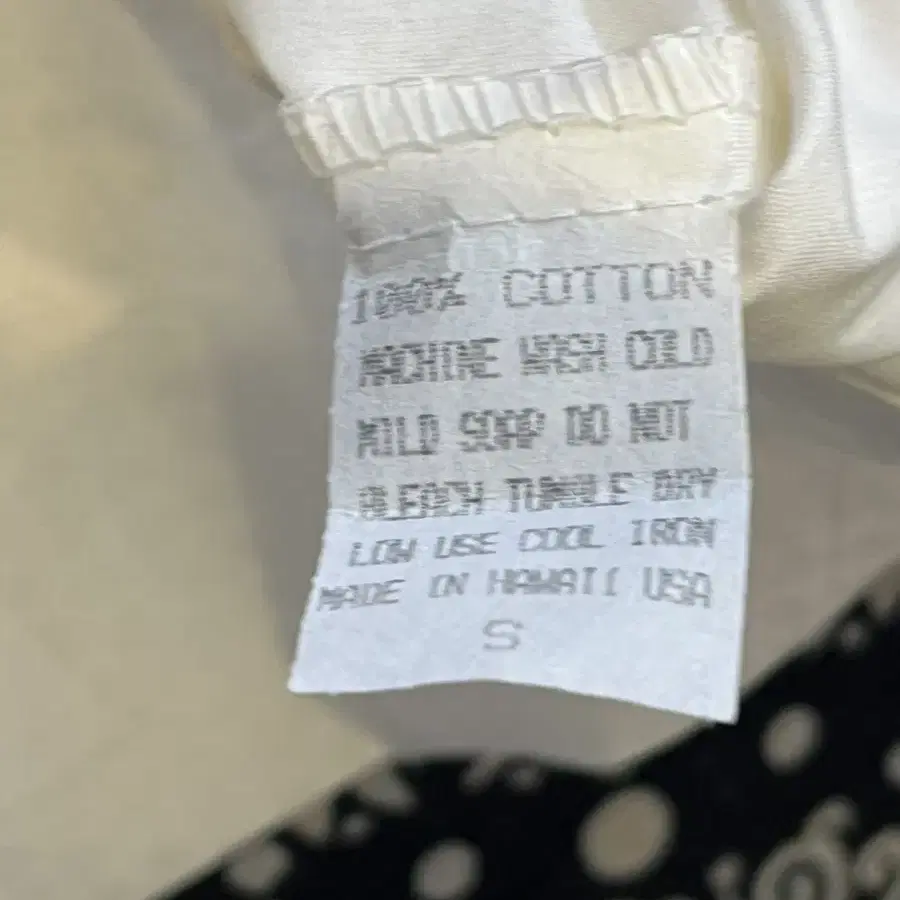 100% COTTON
MACHINE WASH COLD
MILD SOAP DO NOT
BLEACH TUMBLE DRY
LOW USE COOL IRON
MADE IN HAWAII USA
S